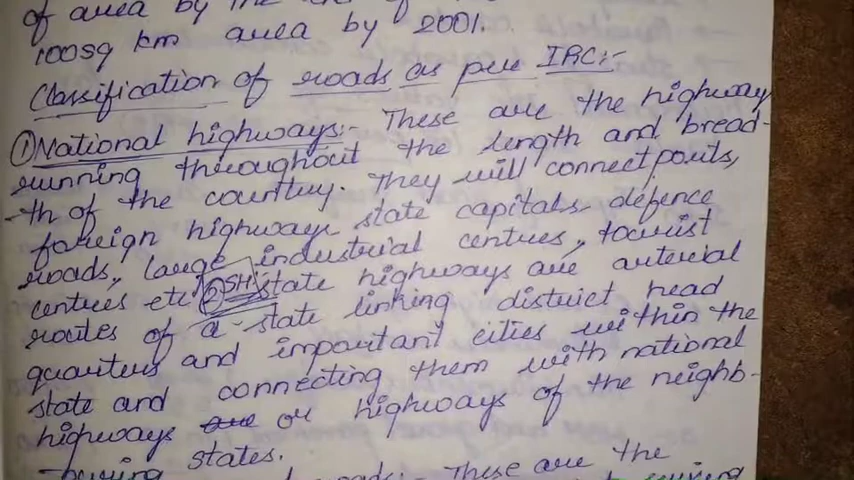 of area by the
100sq km area by 2001.
Classification of roads as per IRC:-
① National highways:- These are the highway
running throughout the length and bread-
-th of the country. They will connect ports,
foreign highways state capitals defence
roads, large industrial centres, tourist
centres etc. ② SH: state highways are arterial
routes of a state linking district head
quarters and important cities within the
state and connecting them with national
highways are or highways of the neighb-
-buring states.
roads:- These are the